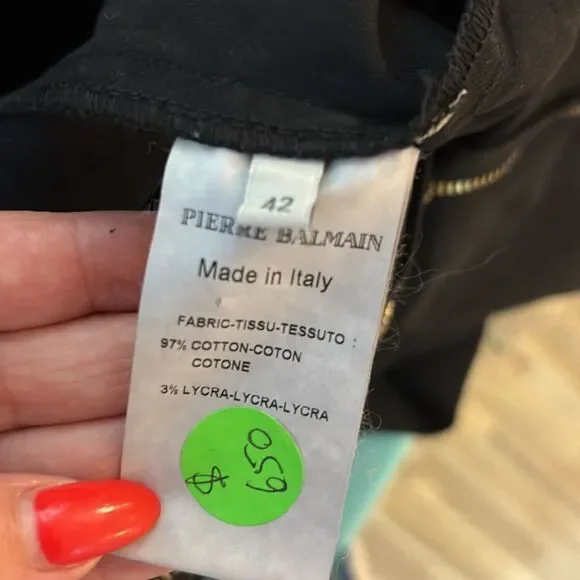 42
PIERRE BALMAIN
Made in Italy
FABRIC-TISSU-TESSUTO :
97% COTTON-COTON
COTONE
3% LYCRA-LYCRA-LYCRA
$ 650